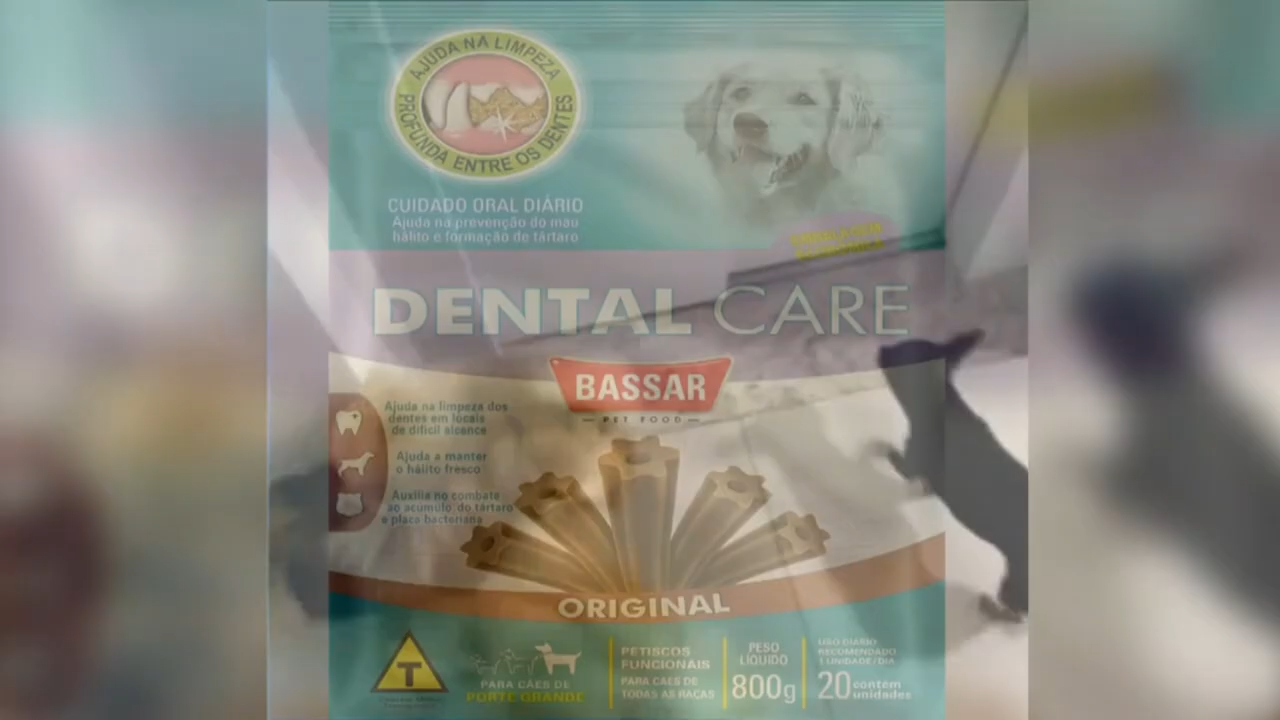 AJUDA NA LIMPEZA
PROFUNDA ENTRE OS DENTES
CUIDADO ORAL DIÁRIO
Ajuda na prevenção do mau
hálito e formação de tártaro
DENTAL CARE
BASSAR
PET FOOD
Ajuda na limpeza dos
dentes em locais
de difícil alcance
Ajuda a manter
o hálito fresco
Auxilia no combate
ao acúmulo do tártaro
e placa bacteriana
ORIGINAL
T
PARA CÃES DE
PORTE GRANDE
PETISCOS
FUNCIONAIS
PARA CÃES DE
TODAS AS RAÇAS
PESO
LÍQUIDO
800g
USO DIÁRIO
RECOMENDADO
1 UNIDADE/DIA
20 contém
unidades